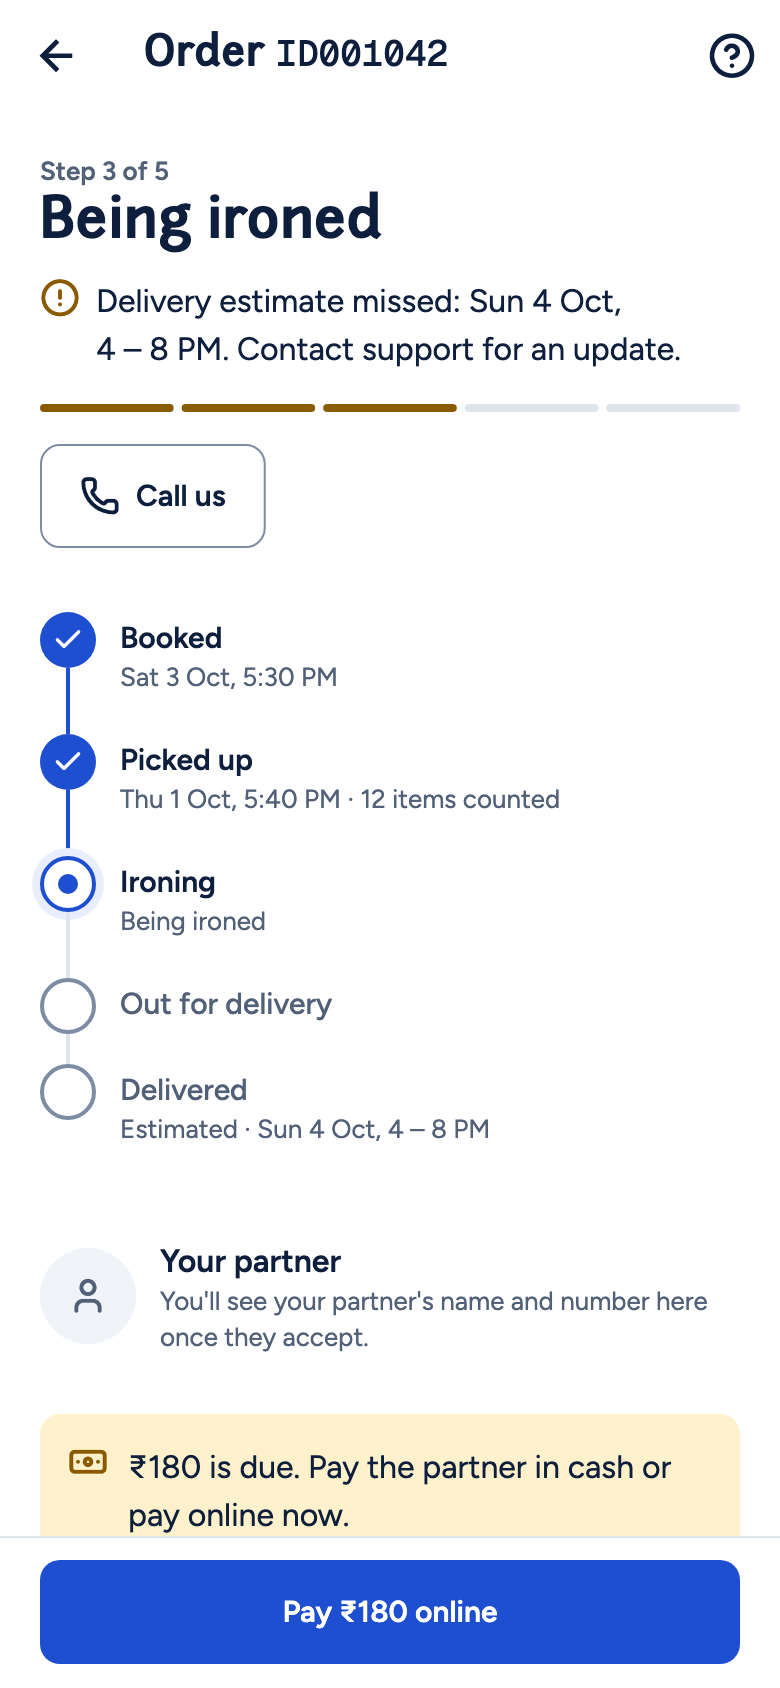 Order ID001042
Step 3 of 5
Being ironed
Delivery estimate missed: Sun 4 Oct,
4 – 8 PM. Contact support for an update.
Call us
Booked
Sat 3 Oct, 5:30 PM
Picked up
Thu 1 Oct, 5:40 PM · 12 items counted
Ironing
Being ironed
Out for delivery
Delivered
Estimated · Sun 4 Oct, 4 – 8 PM
Your partner
You'll see your partner's name and number here
once they accept.
₹180 is due. Pay the partner in cash or
pay online now.
Pay ₹180 online